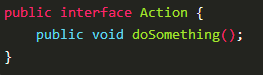 public interface Action {
    public void doSomething();
}